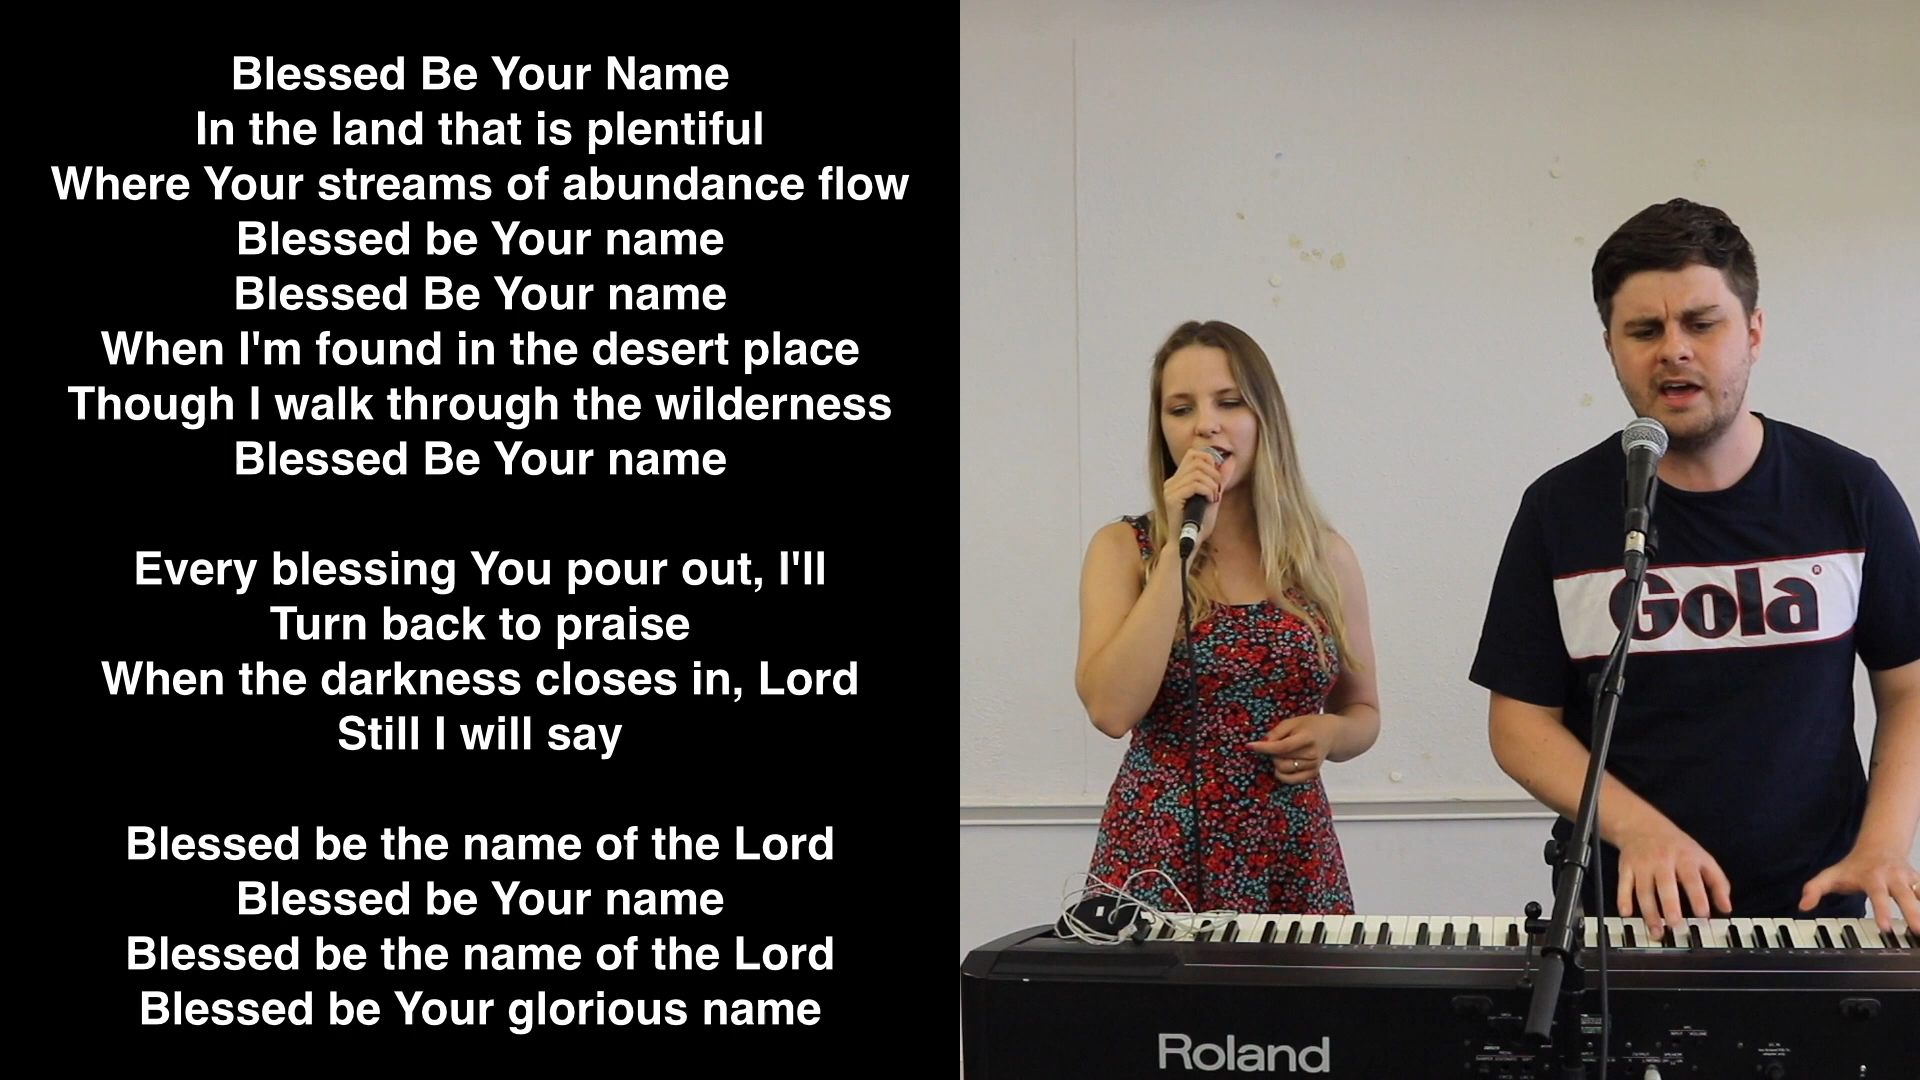 Blessed Be Your Name
In the land that is plentiful
Where Your streams of abundance flow
Blessed be Your name
Blessed Be Your name
When I'm found in the desert place
Though I walk through the wilderness
Blessed Be Your name
Every blessing You pour out, I'll
Turn back to praise
When the darkness closes in, Lord
Still I will say
Blessed be the name of the Lord
Blessed be Your name
Blessed be the name of the Lord
Blessed be Your glorious name
Gola®
Roland